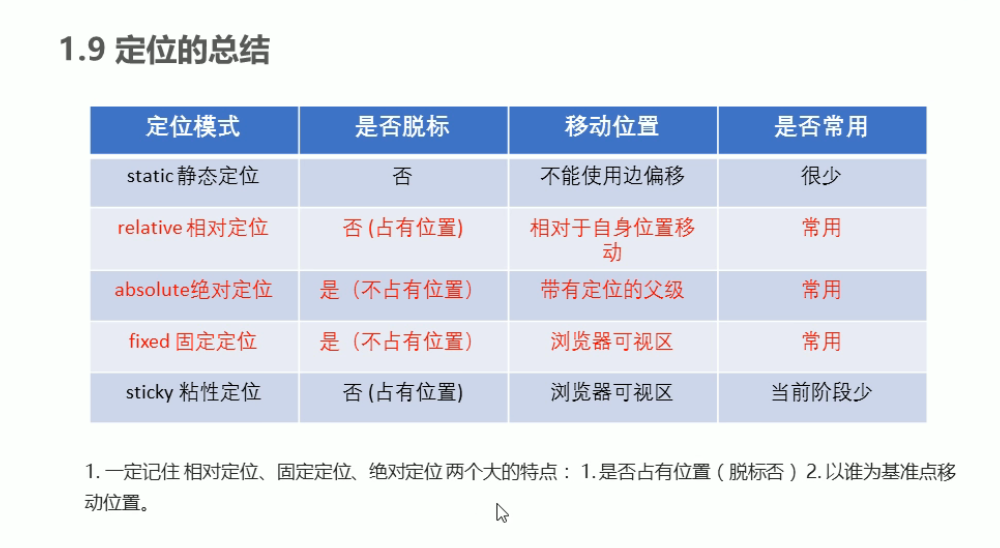 1.9 定位的总结
定位模式 是否脱标 移动位置 是否常用
static 静态定位 否 不能使用边偏移 很少
relative 相对定位 否 (占有位置) 相对于自身位置移 常用
动
absolute绝对定位 是（不占有位置） 带有定位的父级 常用
fixed 固定定位 是（不占有位置） 浏览器可视区 常用
sticky 粘性定位 否 (占有位置) 浏览器可视区 当前阶段少
1. 一定记住 相对定位、固定定位、绝对定位 两个大的特点： 1. 是否占有位置（脱标否 ）2. 以谁为基准点移
动位置。